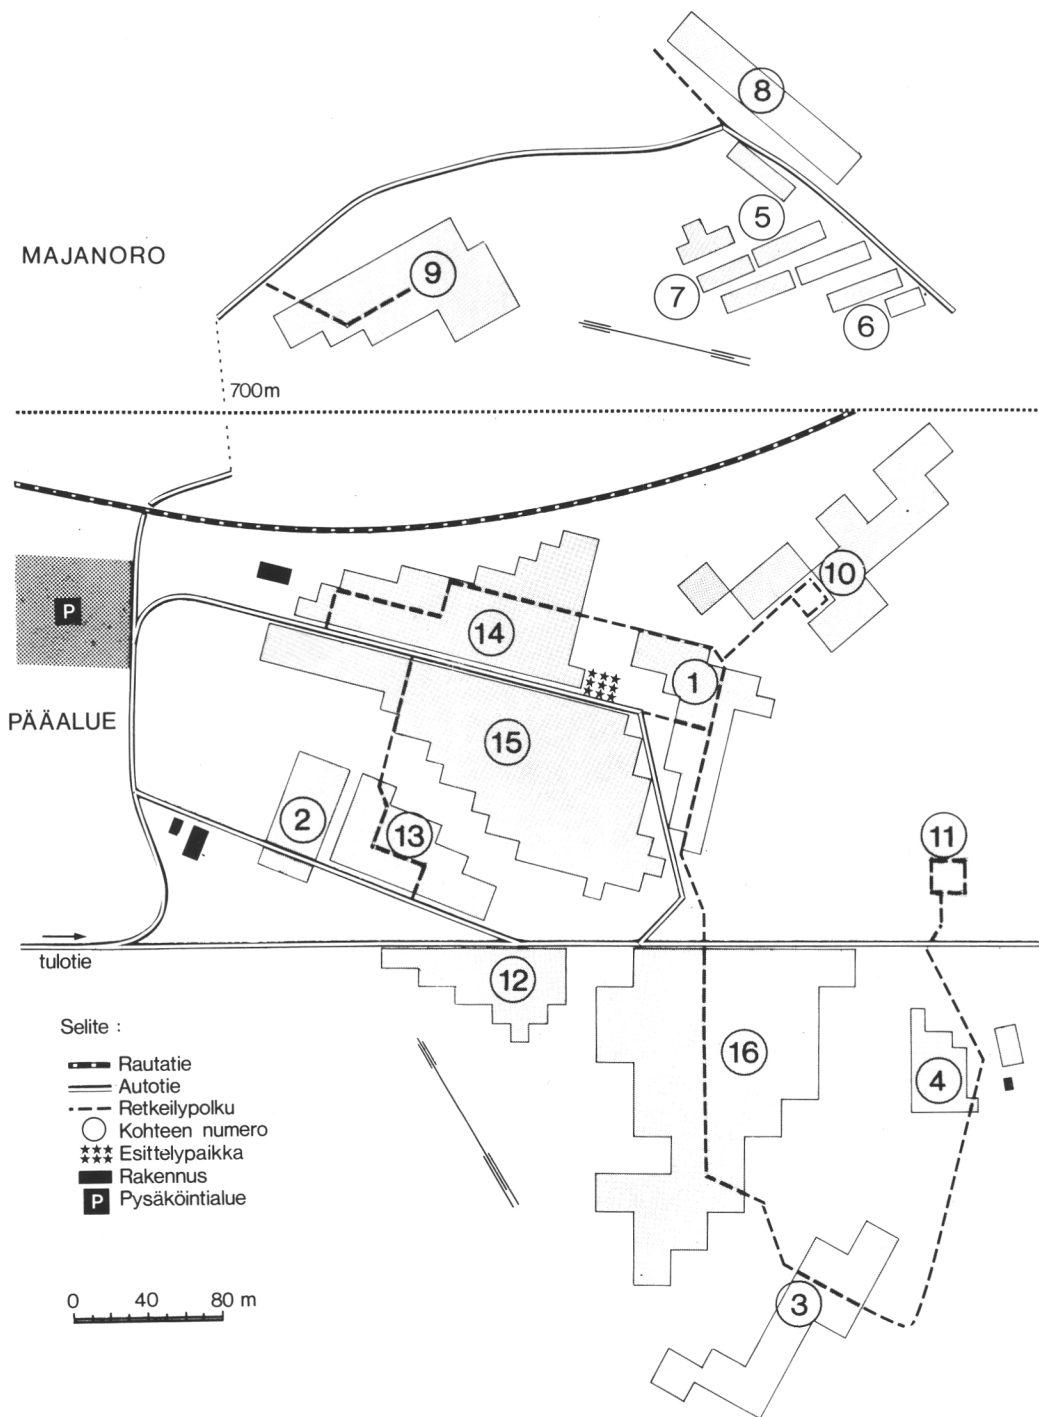 8
5
MAJANORO
9
7
6
700m
10
P
14
1
PÄÄALUE
15
2
13
11
tulotie
12
16
4
Selite :
Rautatie
Autotie
Retkeilypolku
Kohteen numero
Esittelypaikka
Rakennus
P Pysäköintialue
0 40 80 m
3